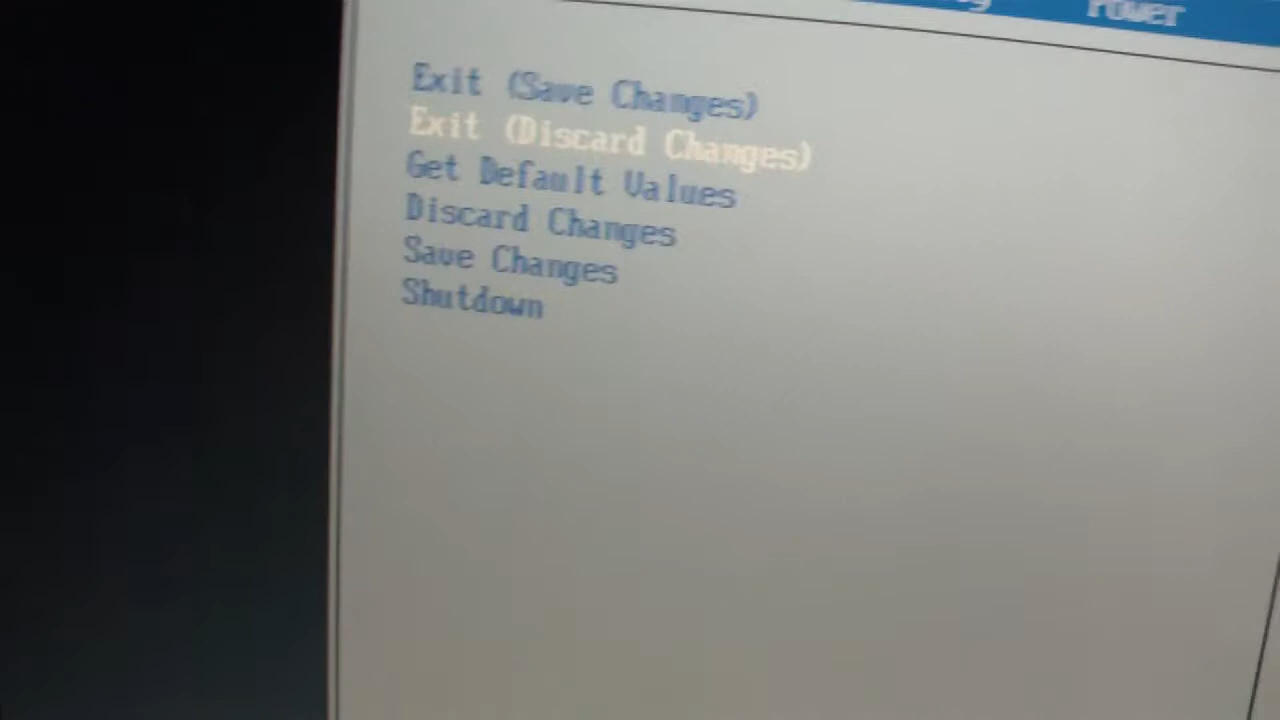 Power
Exit (Save Changes)
Exit (Discard Changes)
Get Default Values
Discard Changes
Save Changes
Shutdown